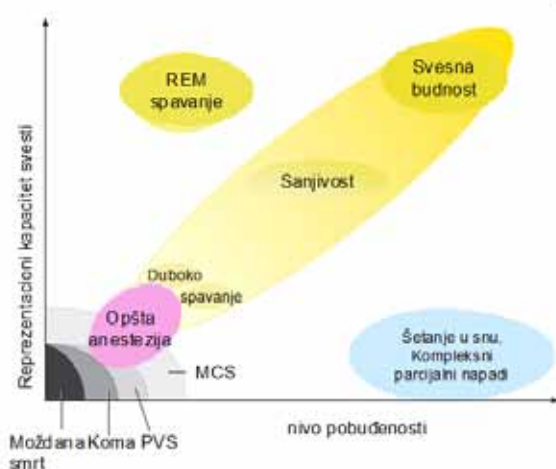 REM
spavanje
Svesna
budnost
Sanjivost
Duboko
spavanje
Opšta
anestezija
Šetanje u snu,
Kompleksni
parcijalni napadi
MCS
Reprezentacioni kapacitet svesti
nivo pobuđenosti
Moždana Koma PVS
smrt